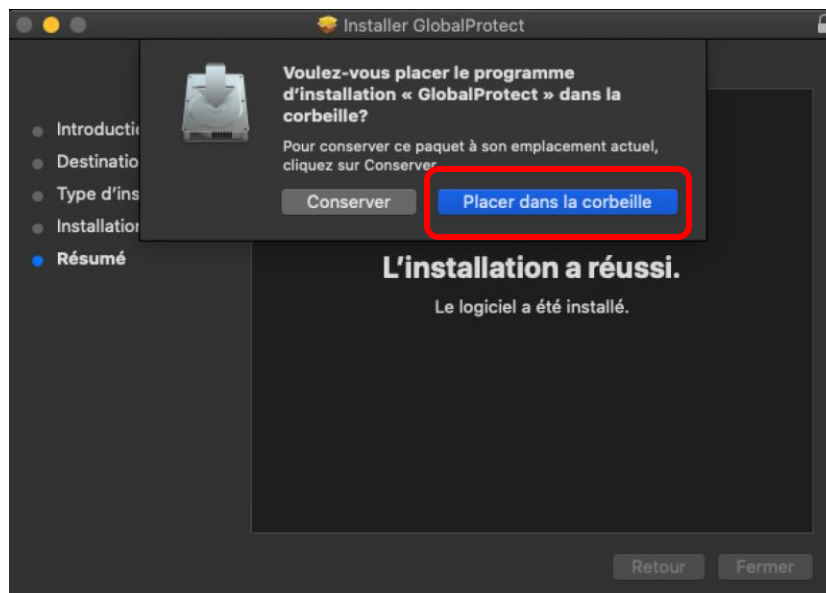 Installer GlobalProtect
Voulez-vous placer le programme
d'installation « GlobalProtect » dans la
corbeille?
Pour conserver ce paquet à son emplacement actuel,
cliquez sur Conserver.
Conserver
Placer dans la corbeille
Introductio
Destinatio
Type d'ins
Installation
Résumé
L'installation a réussi.
Le logiciel a été installé.
Retour
Fermer